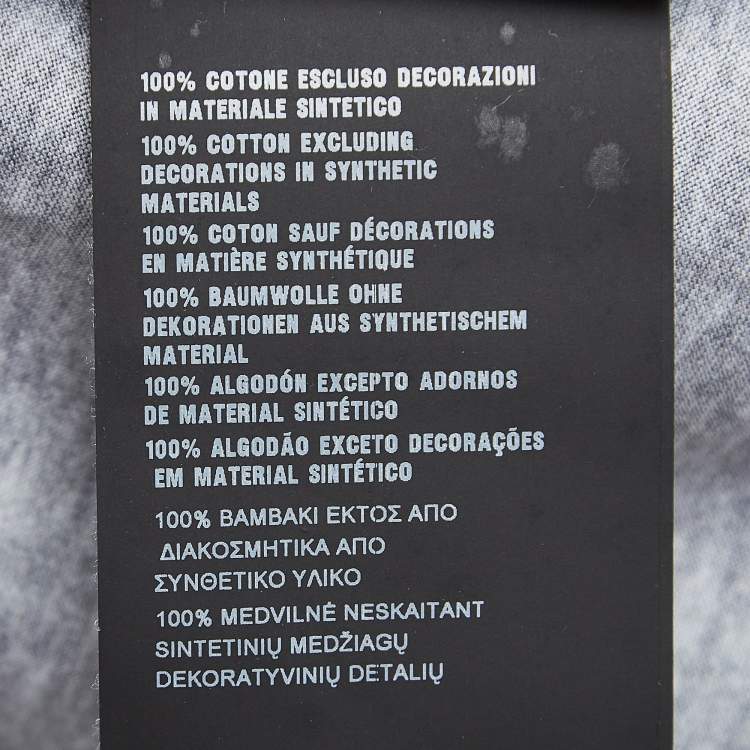 100% COTONE ESCLUSO DECORAZIONI
IN MATERIALE SINTETICO
100% COTTON EXCLUDING
DECORATIONS IN SYNTHETIC
MATERIALS
100% COTON SAUF DÉCORATIONS
EN MATIÈRE SYNTHÉTIQUE
100% BAUMWOLLE OHNE
DEKORATIONEN AUS SYNTHETISCHEM
MATERIAL
100% ALGODÓN EXCEPTO ADORNOS
DE MATERIAL SINTÉTICO
100% ALGODÃO EXCETO DECORAÇÕES
EM MATERIAL SINTÉTICO
100% ΒΑΜΒΑΚΙ ΕΚΤΟΣ ΑΠΟ
ΔΙΑΚΟΣΜΗΤΙΚΑ ΑΠΟ
ΣΥΝΘΕΤΙΚΟ ΥΛΙΚΟ
100% MEDVILNĖ NESKAITANT
SINTETINIŲ MEDŽIAGŲ
DEKORATYVINIŲ DETALIŲ